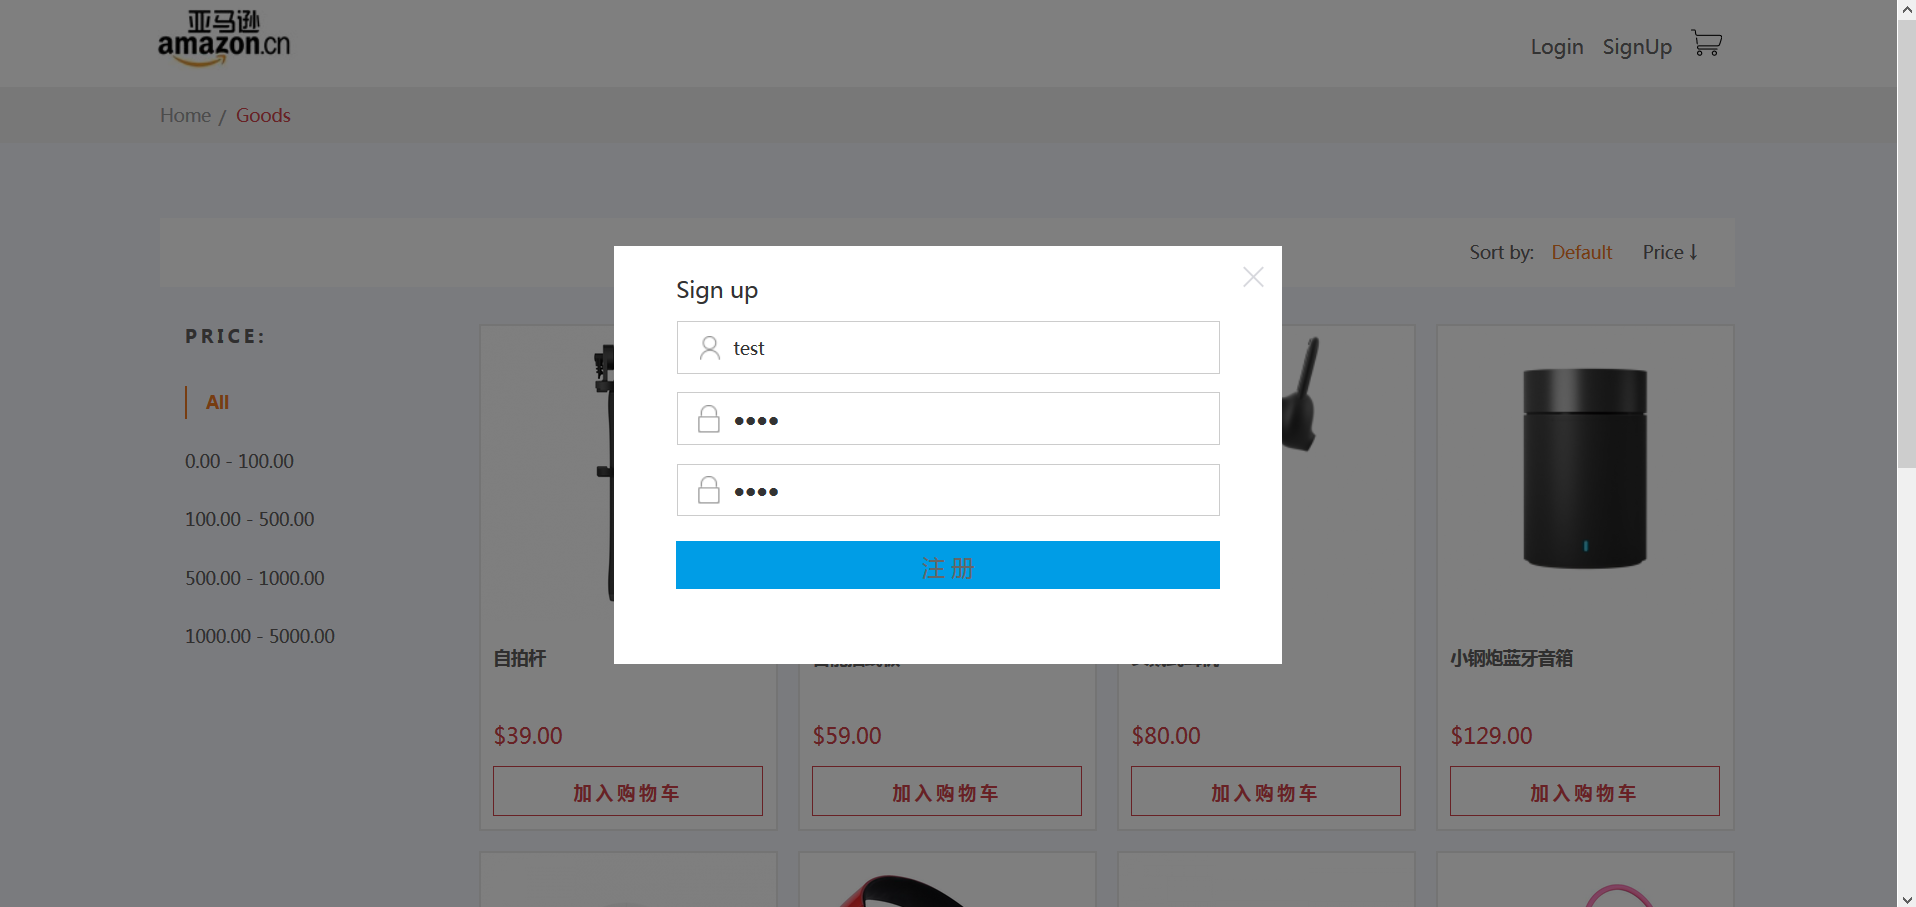 亚马逊
amazon.cn
Login SignUp
Home / Goods
Sort by: Default Price↓
Sign up
test
••••
••••
注册
PRICE:
All
0.00 - 100.00
100.00 - 500.00
500.00 - 1000.00
1000.00 - 5000.00
自拍杆
小钢炮蓝牙音箱
$39.00 $59.00 $80.00 $129.00
加入购物车 加入购物车 加入购物车 加入购物车